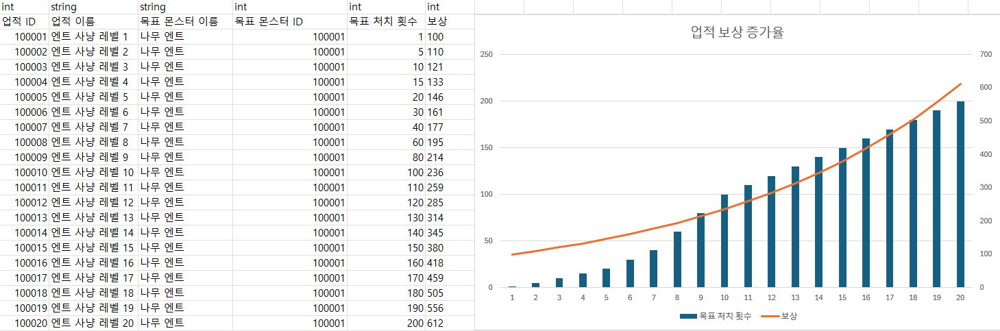 int string string int int int
업적 ID 업적 이름 목표 몬스터 이름 목표 몬스터 ID 목표 처치 횟수 보상
100001 엔트 사냥 레벨 1 나무 엔트 100001 1 100
100002 엔트 사냥 레벨 2 나무 엔트 100001 5 110
100003 엔트 사냥 레벨 3 나무 엔트 100001 10 121
100004 엔트 사냥 레벨 4 나무 엔트 100001 15 133
100005 엔트 사냥 레벨 5 나무 엔트 100001 20 146
100006 엔트 사냥 레벨 6 나무 엔트 100001 30 161
100007 엔트 사냥 레벨 7 나무 엔트 100001 40 177
100008 엔트 사냥 레벨 8 나무 엔트 100001 60 195
100009 엔트 사냥 레벨 9 나무 엔트 100001 80 214
100010 엔트 사냥 레벨 10 나무 엔트 100001 100 236
100011 엔트 사냥 레벨 11 나무 엔트 100001 110 259
100012 엔트 사냥 레벨 12 나무 엔트 100001 120 285
100013 엔트 사냥 레벨 13 나무 엔트 100001 130 314
100014 엔트 사냥 레벨 14 나무 엔트 100001 140 345
100015 엔트 사냥 레벨 15 나무 엔트 100001 150 380
100016 엔트 사냥 레벨 16 나무 엔트 100001 160 418
100017 엔트 사냥 레벨 17 나무 엔트 100001 170 459
100018 엔트 사냥 레벨 18 나무 엔트 100001 180 505
100019 엔트 사냥 레벨 19 나무 엔트 100001 190 556
100020 엔트 사냥 레벨 20 나무 엔트 100001 200 612
업적 보상 증가율
250
200
150
100
50
0
700
600
500
400
300
200
100
0
1 2 3 4 5 6 7 8 9 10 11 12 13 14 15 16 17 18 19 20
목표 처치 횟수 보상